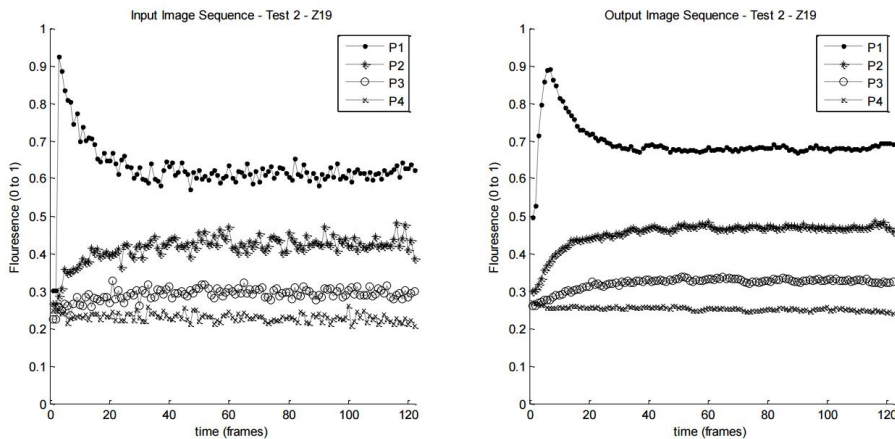 Input Image Sequence - Test 2 - Z19
1
0.9
0.8
0.7
0.6
0.5
0.4
0.3
0.2
0.1
0
Flouresence (0 to 1)
P1
P2
P3
P4
0 20 40 60 80 100 120
time (frames)
Output Image Sequence - Test 2 - Z19
1
0.9
0.8
0.7
0.6
0.5
0.4
0.3
0.2
0.1
0
Flouresence (0 to 1)
P1
P2
P3
P4
0 20 40 60 80 100 120
time (frames)